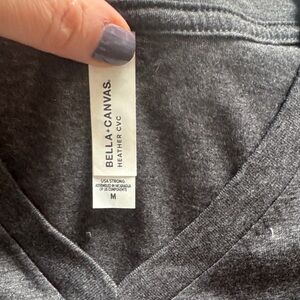 BELLA+CANVAS.
HEATHER CVC
USA STRONG
ASSEMBLED IN NICARAGUA
OF US COMPONENTS
M